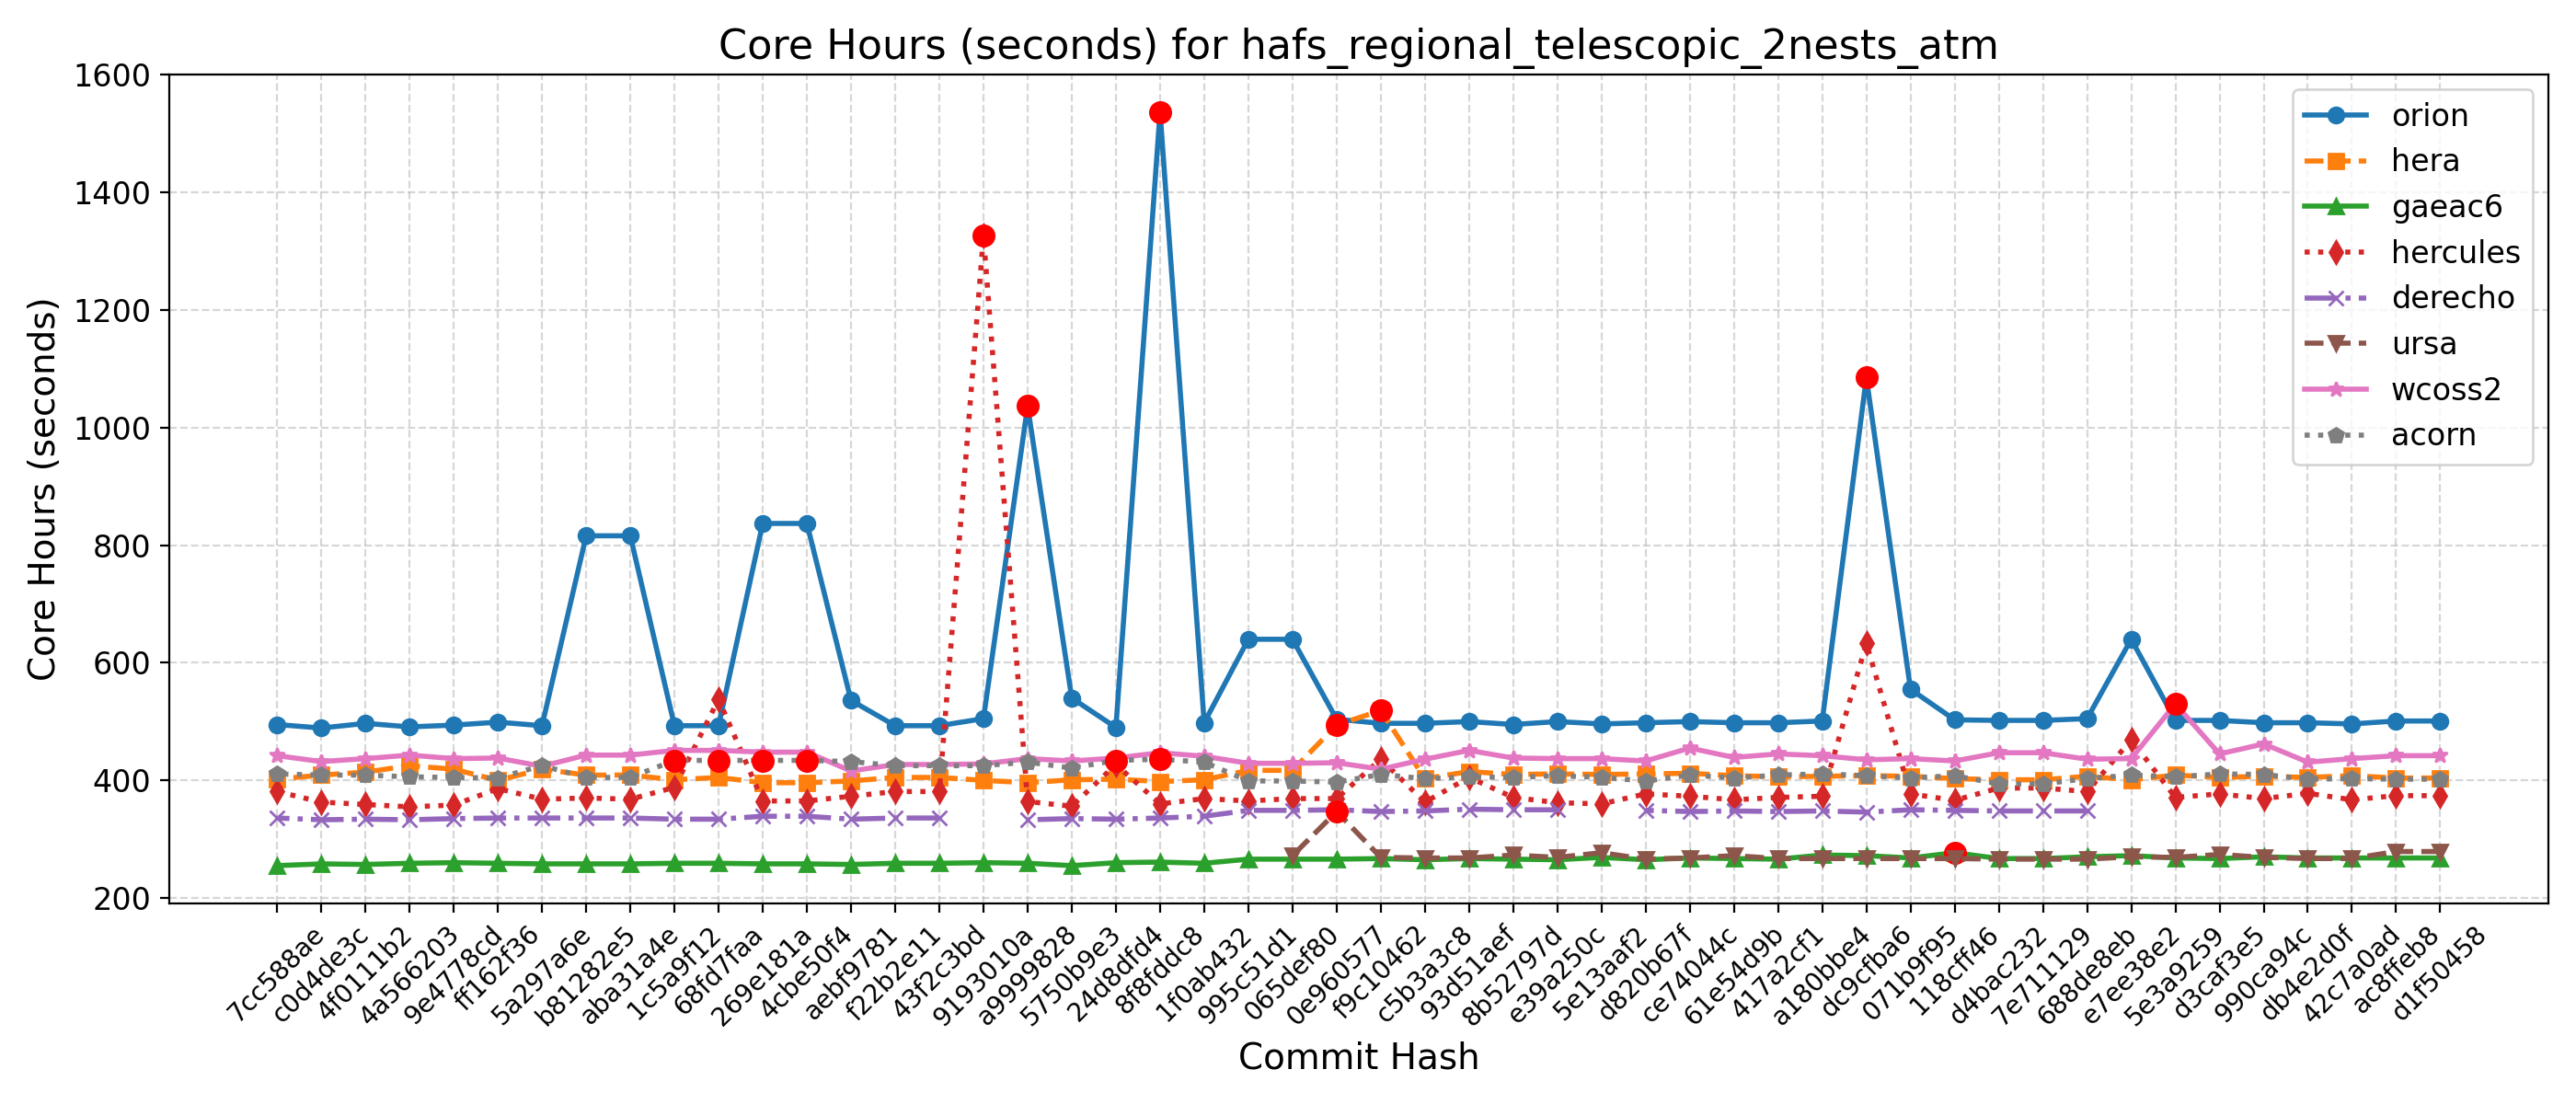 Core Hours (seconds) for hafs_regional_telescopic_2nests_atm
Core Hours (seconds)
1600
1400
1200
1000
800
600
400
200
orion
hera
gaeac6
hercules
derecho
ursa
wcoss2
acorn
7cc588ae
c0d4de3c
4f0111b2
4a566203
9e4778cd
ff162f36
5a297a6e
b81282e5
aba31a4e
1c5a9f12
68fd7faa
269e181a
4cbe50f4
aebf9781
f22b2e11
43f2c3bd
9193010a
a9999828
5750b9e3
24d8dfd4
8f8fddc8
1f0ab432
995c51d1
065def80
0e960577
f9c10462
c5b3a3c8
93d51aef
8b52797d
e39a250c
5e13aaf2
d820b67f
ce74044c
61e54d9b
417a2cf1
a180bbe4
dc9cfba6
071b9f95
118cff46
d4bac232
7e711129
688de8eb
e7ee38e2
5e3a9259
d3caf3e5
990ca94c
db4e2d0f
42c7a0ad
ac8ffeb8
d1f50458
Commit Hash